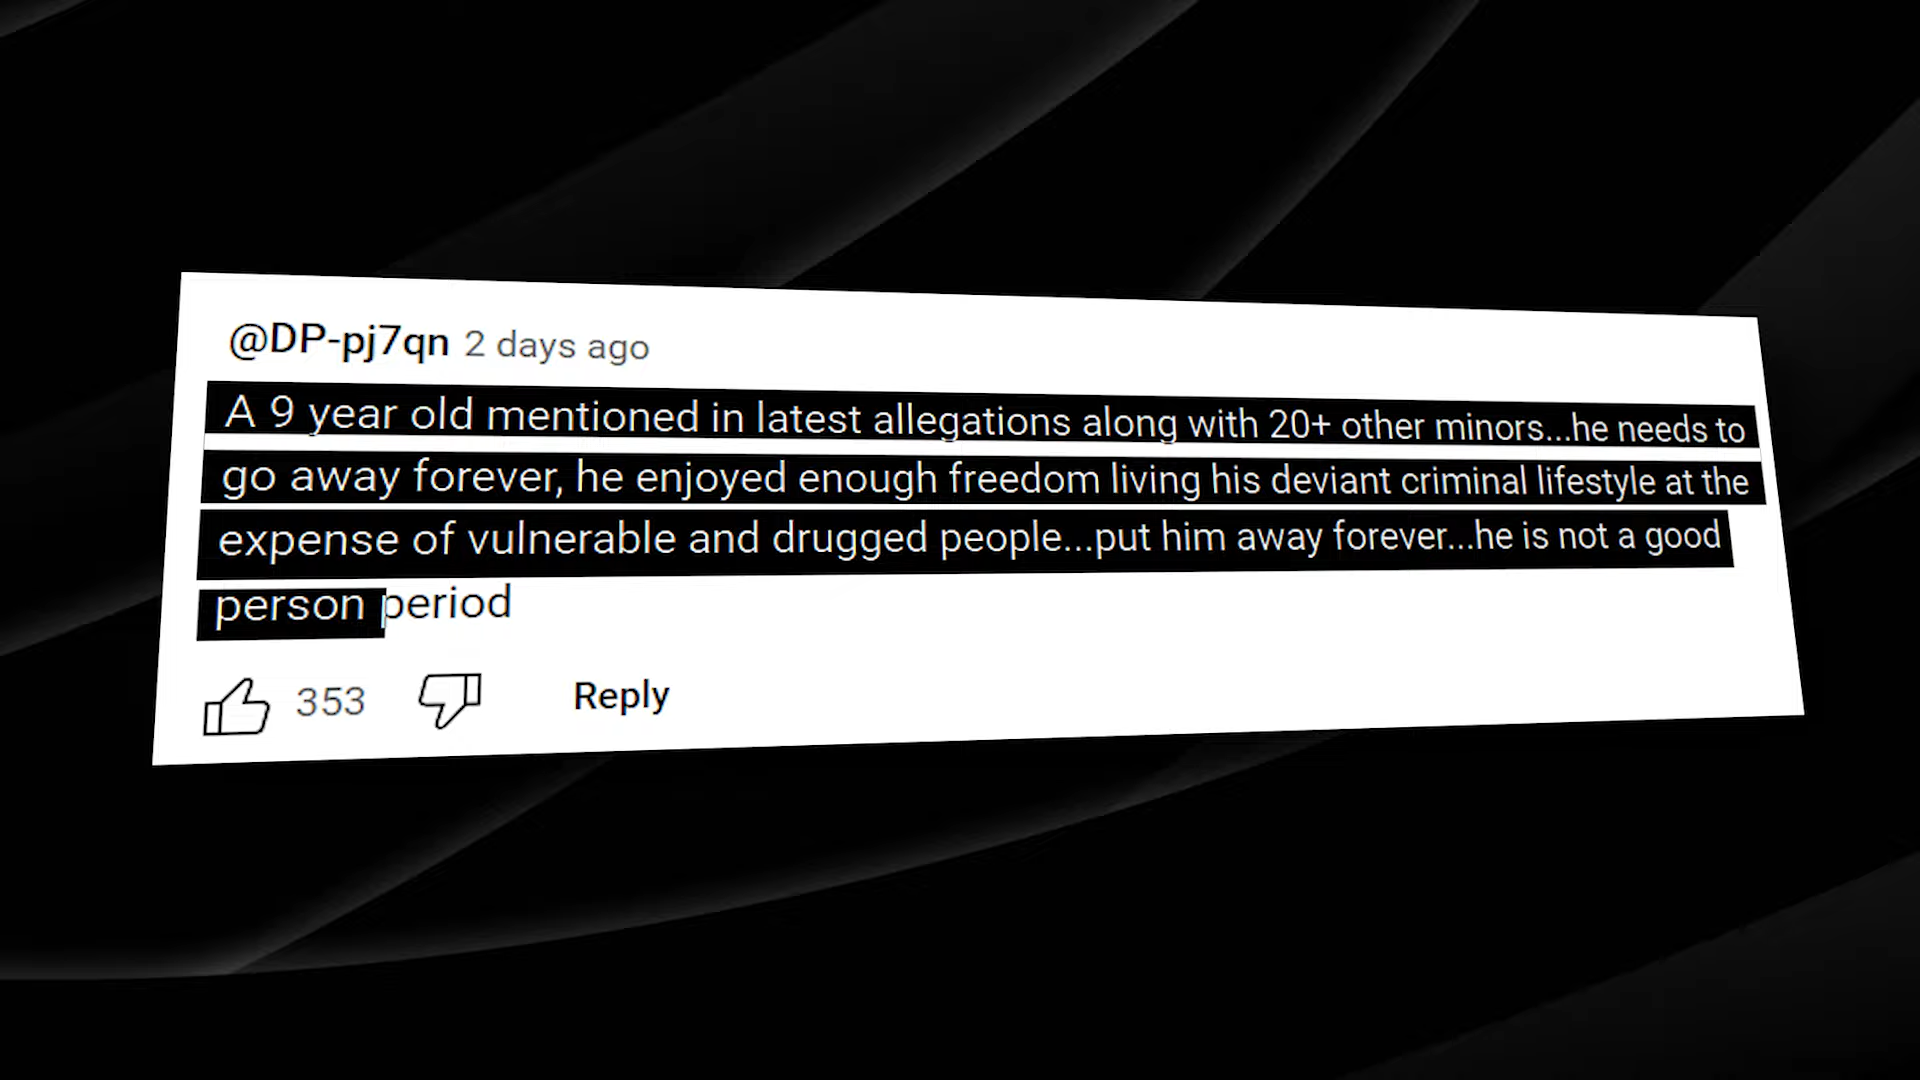 @DP-pj7qn 2 days ago
A 9 year old mentioned in latest allegations along with 20+ other minors...he needs to
go away forever, he enjoyed enough freedom living his deviant criminal lifestyle at the
expense of vulnerable and drugged people...put him away forever...he is not a good
person period
353 Reply